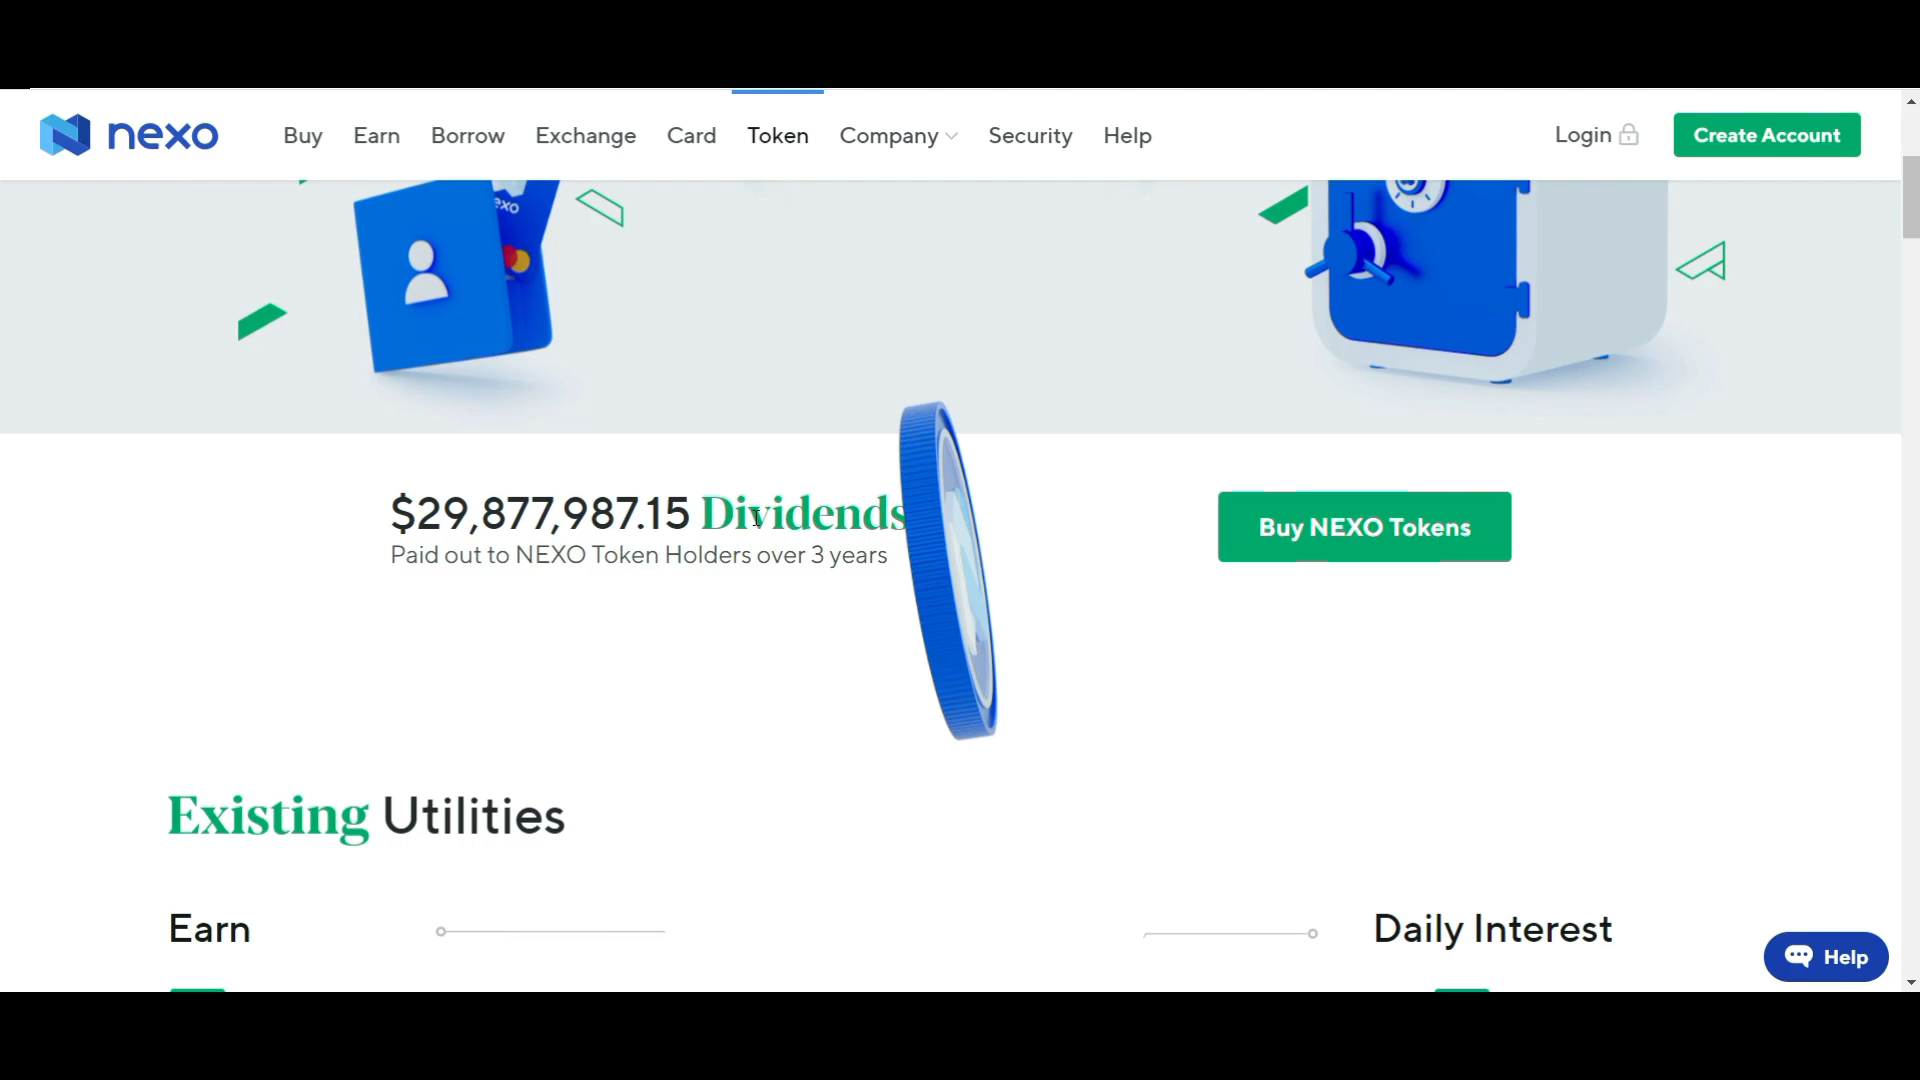 nexo
Buy Earn Borrow Exchange Card Token Company Security Help Login Create Account
exo
$29,877,987.15 Dividends
Paid out to NEXO Token Holders over 3 years
Buy NEXO Tokens
Existing Utilities
Earn
Daily Interest
Help